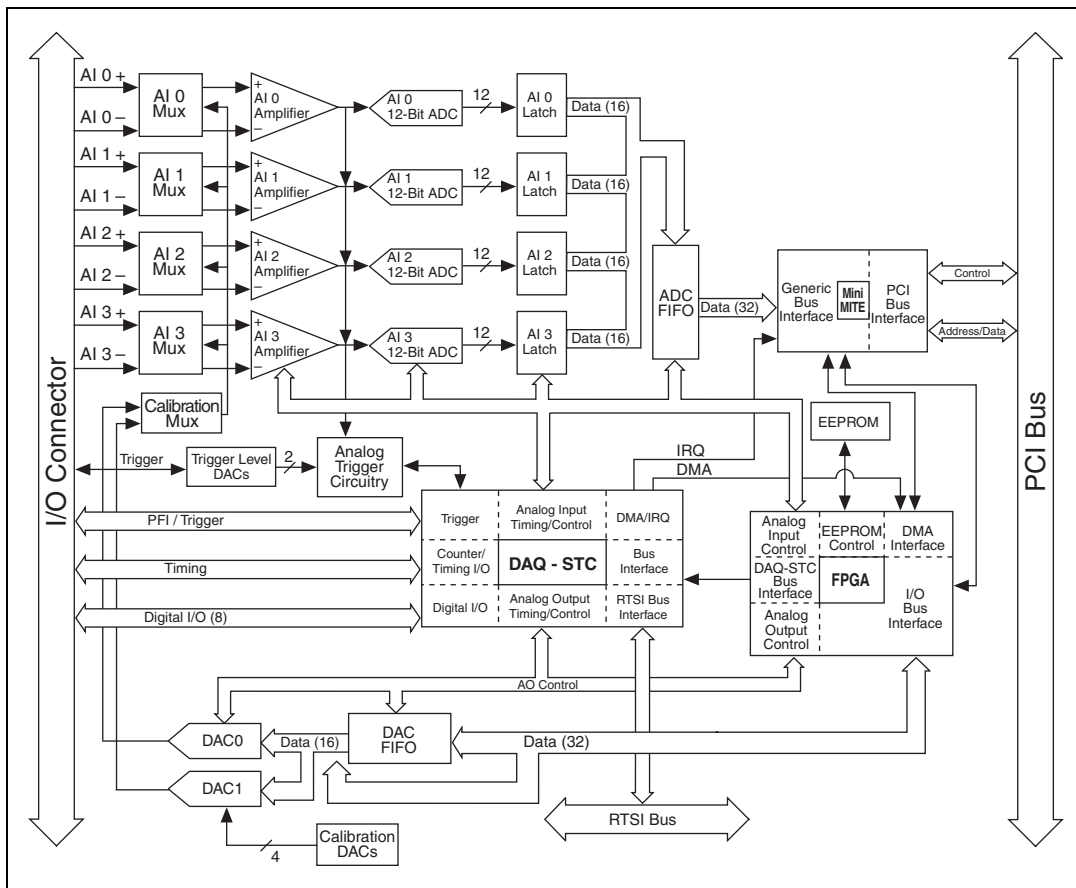 I/O Connector
PCI Bus
AI 0 +
AI 0 –
AI 0
Mux
+
AI 0
Amplifier
–
AI 0
12-Bit ADC
12
AI 0
Latch
Data (16)
AI 1 +
AI 1 –
AI 1
Mux
+
AI 1
Amplifier
–
AI 1
12-Bit ADC
12
AI 1
Latch
Data (16)
AI 2 +
AI 2 –
AI 2
Mux
+
AI 2
Amplifier
–
AI 2
12-Bit ADC
12
AI 2
Latch
Data (16)
AI 3 +
AI 3 –
AI 3
Mux
+
AI 3
Amplifier
–
AI 3
12-Bit ADC
12
AI 3
Latch
Data (16)
ADC
FIFO
Data (32)
Generic
Bus
Interface
Mini
MITE
PCI
Bus
Interface
Control
Address/Data
Calibration
Mux
Trigger
Trigger Level
DACs
2
Analog
Trigger
Circuitry
IRQ
DMA
EEPROM
PFI / Trigger
Timing
Digital I/O (8)
Trigger
Analog Input
Timing/Control
DMA/IRQ
Counter/
Timing I/O
DAQ - STC
Bus
Interface
Digital I/O
Analog Output
Timing/Control
RTSI Bus
Interface
Analog
Input
Control
EEPROM
Control
DMA
Interface
DAQ-STC
Bus
Interface
FPGA
I/O
Bus
Interface
Analog
Output
Control
AO Control
DAC0
Data (16)
DAC
FIFO
Data (32)
DAC1
Calibration
DACs
4
RTSI Bus